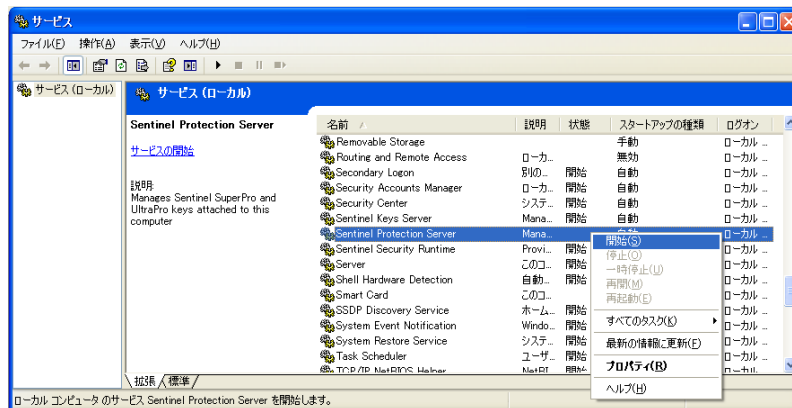 サービス
ファイル(F) 操作(A) 表示(V) ヘルプ(H)
サービス (ローカル)
サービス (ローカル)
Sentinel Protection Server
サービスの開始
説明:
Manages Sentinel SuperPro and
UltraPro keys attached to this
computer
名前 説明 状態 スタートアップの種類 ログオン
Removable Storage 手動 ローカル ...
Routing and Remote Access ローカ... 無効 ローカル ...
Secondary Logon 別の... 開始 自動 ローカル ...
Security Accounts Manager ローカ... 開始 自動 ローカル ...
Security Center システ... 開始 自動 ローカル ...
Sentinel Keys Server Mana... 開始 自動 ローカル ...
Sentinel Protection Server Mana... ローカル ...
Sentinel Security Runtime Provi... 開始 ローカル ...
Server このコ... 開始 ローカル ...
Shell Hardware Detection 自動... 開始 ローカル ...
Smart Card このコ... ローカル ...
SSDP Discovery Service ホーム... 開始 ローカル ...
System Event Notification Windo... 開始 ローカル ...
System Restore Service システ... 開始 ローカル ...
Task Scheduler ユーザ... 開始 ローカル ...
TCP/IP NetBIOS Helper NetBI... 開始 ローカル
開始(S)
停止(O)
一時停止(U)
再開(M)
再起動(E)
すべてのタスク(K)
最新の情報に更新(F)
プロパティ(R)
ヘルプ(H)
拡張 標準
ローカル コンピュータ のサービス Sentinel Protection Server を開始します。